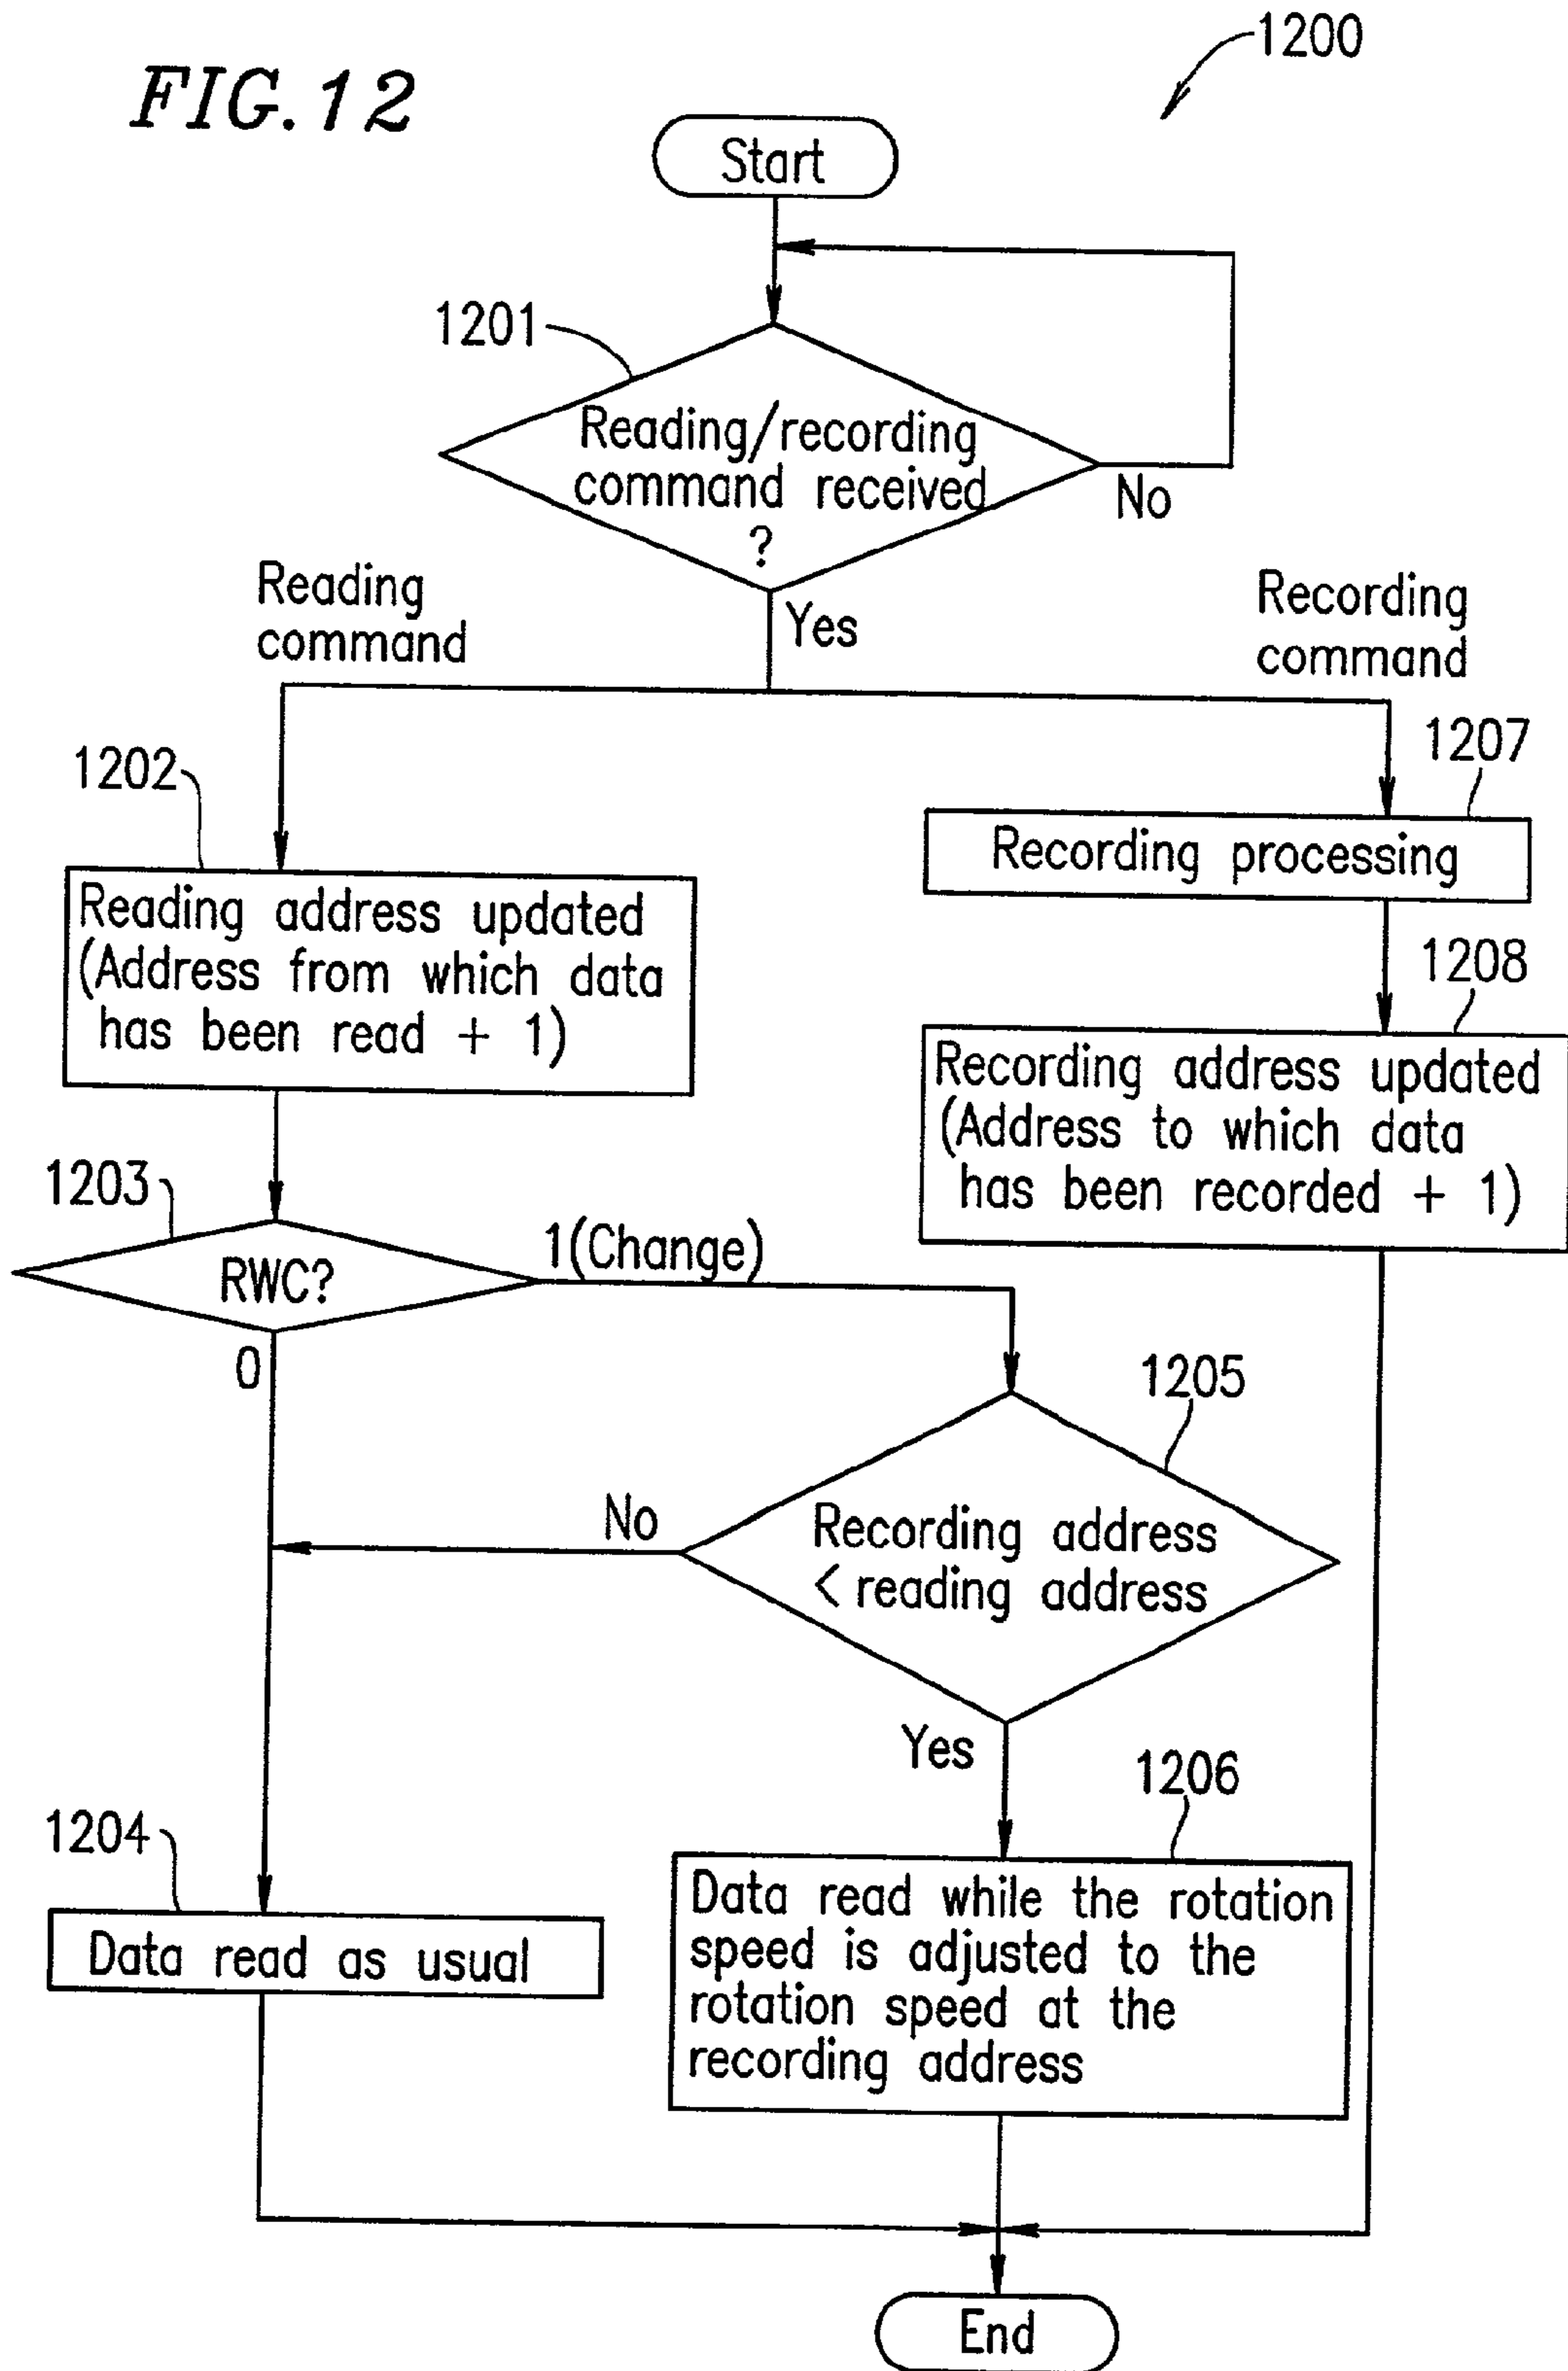 FIG.12
1200
Start
1201
Reading/recording
command received
?
No
Yes
Reading
command
Recording
command
1202
1207
Recording processing
Reading address updated
(Address from which data
has been read + 1)
1208
Recording address updated
(Address to which data
has been recorded + 1)
1203
RWC?
1(Change)
0
1205
Recording address
< reading address
No
Yes
1206
1204
Data read as usual
Data read while the rotation
speed is adjusted to the
rotation speed at the
recording address
End